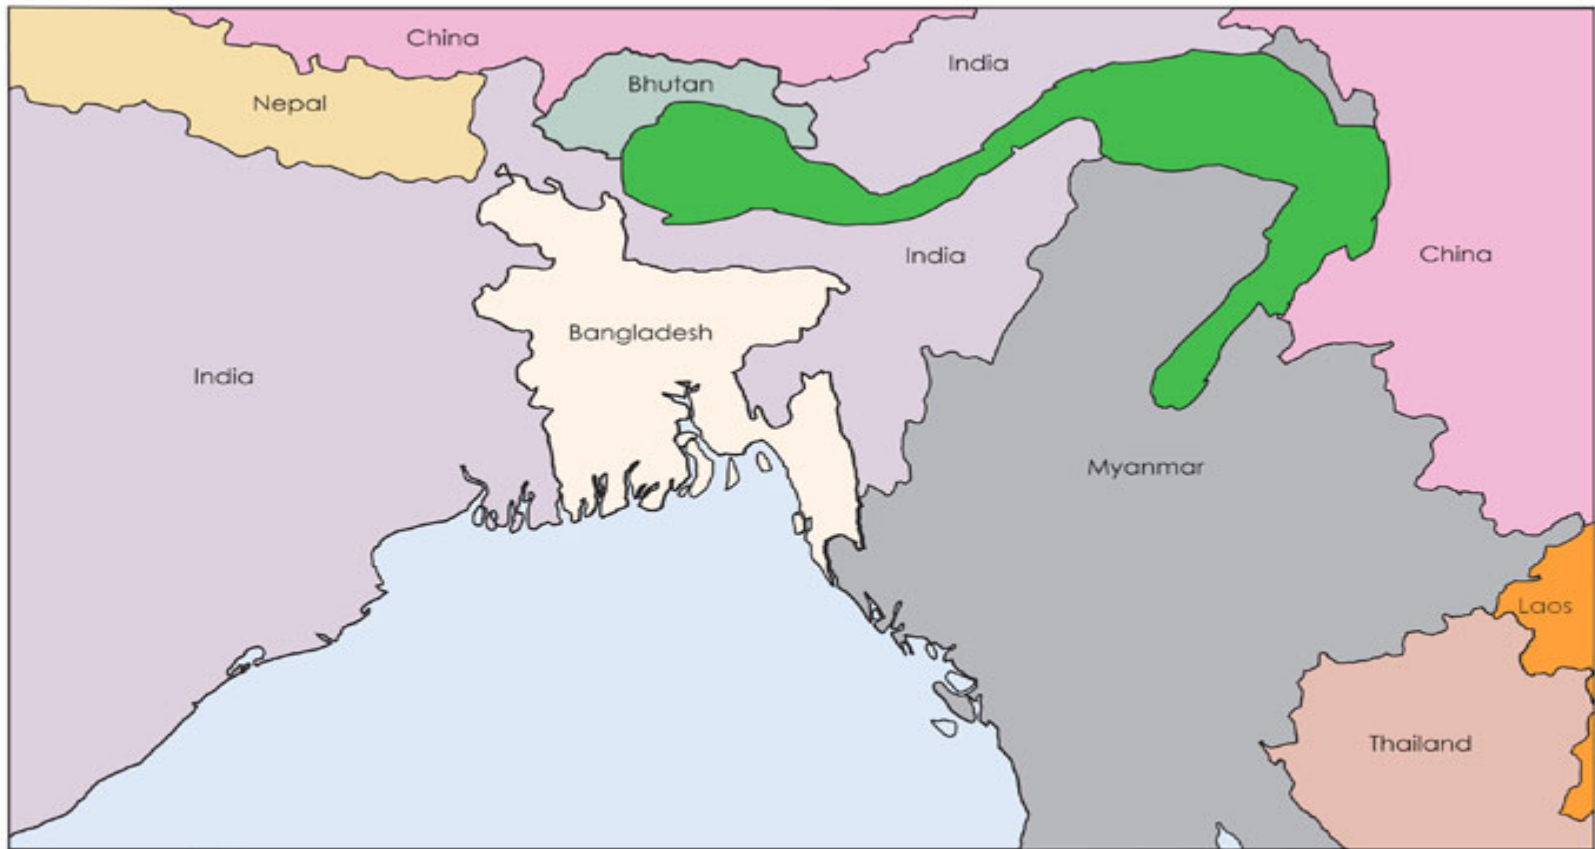 China
India
Bhutan
Nepal
India
China
Bangladesh
India
Myanmar
Laos
Thailand